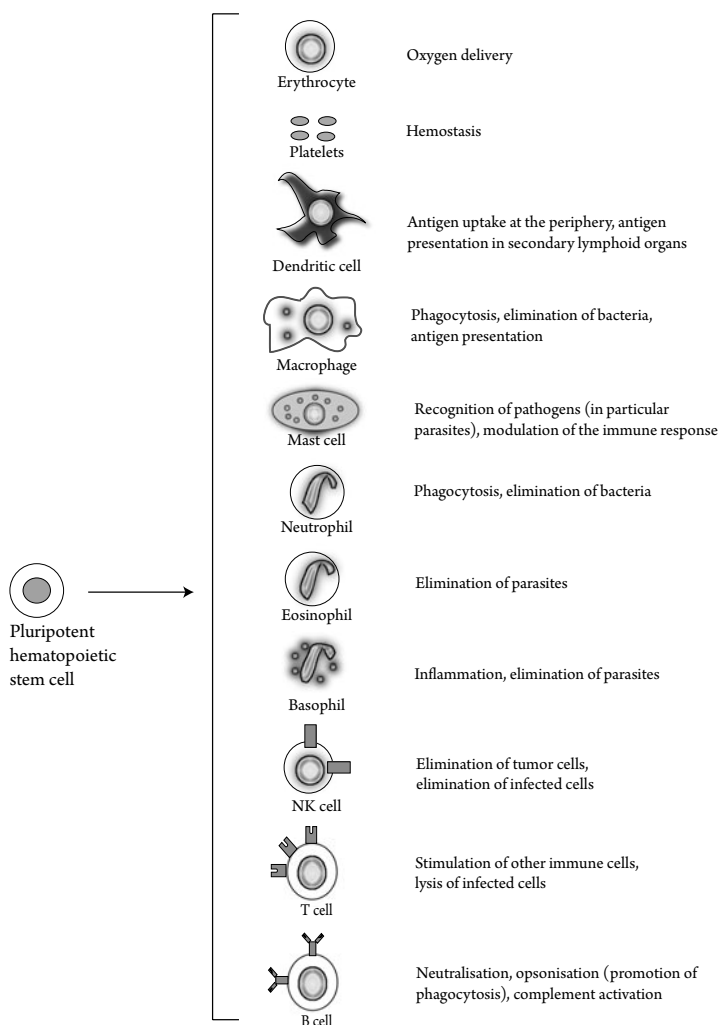 Erythrocyte
Oxygen delivery
Platelets
Hemostasis
Dendritic cell
Antigen uptake at the periphery, antigen
presentation in secondary lymphoid organs
Macrophage
Phagocytosis, elimination of bacteria,
antigen presentation
Mast cell
Recognition of pathogens (in particular
parasites), modulation of the immune response
Neutrophil
Phagocytosis, elimination of bacteria
Eosinophil
Elimination of parasites
Pluripotent
hematopoietic
stem cell
Basophil
Inflammation, elimination of parasites
NK cell
Elimination of tumor cells,
elimination of infected cells
T cell
Stimulation of other immune cells,
lysis of infected cells
B cell
Neutralisation, opsonisation (promotion of
phagocytosis), complement activation